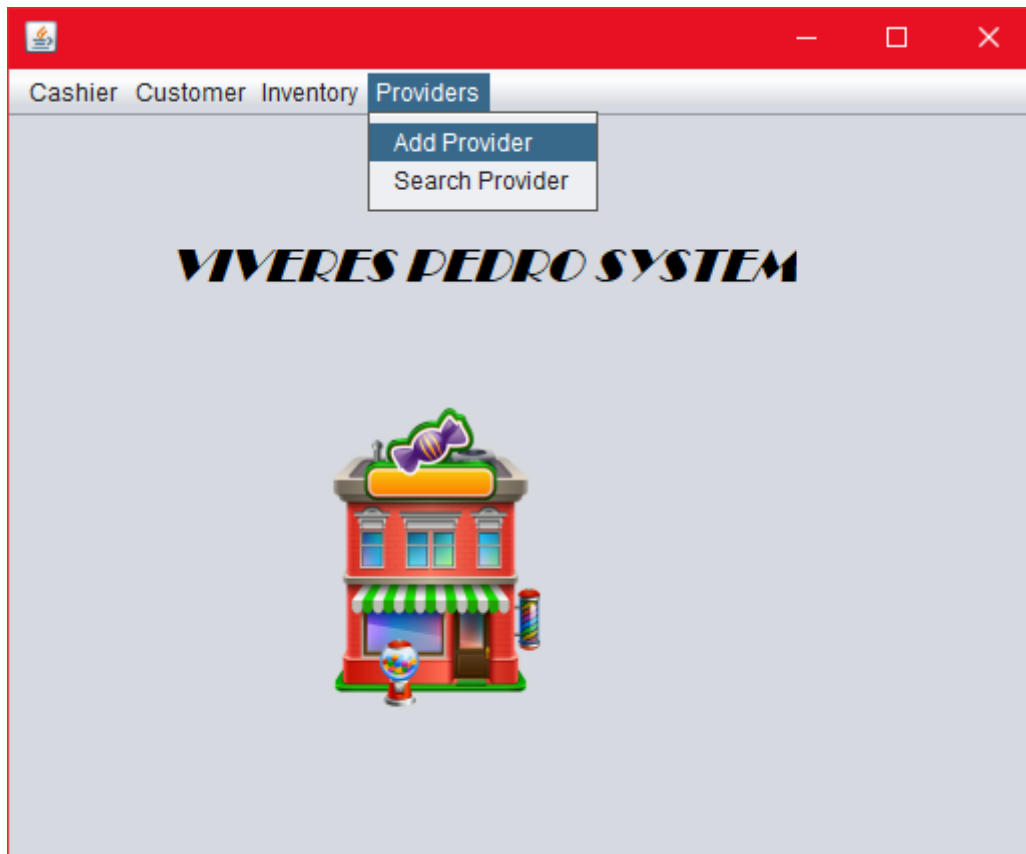 Cashier Customer Inventory Providers
Add Provider
Search Provider
VIVERES PEDRO SYSTEM